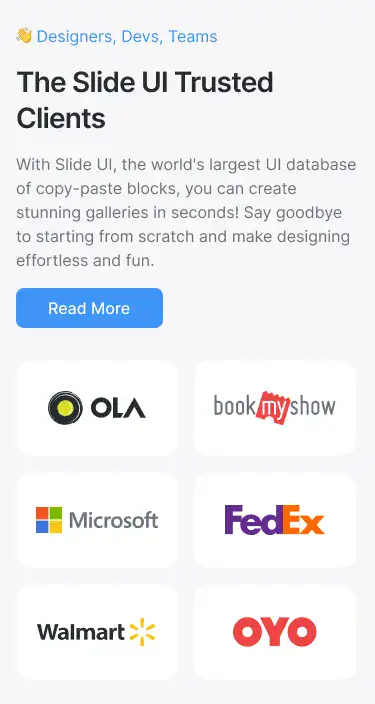 👋 Designers, Devs, Teams
The Slide UI Trusted
Clients
With Slide UI, the world's largest UI database
of copy-paste blocks, you can create
stunning galleries in seconds! Say goodbye
to starting from scratch and make designing
effortless and fun.
Read More
OLA
bookmyshow
Microsoft
FedEx
Walmart
OYO